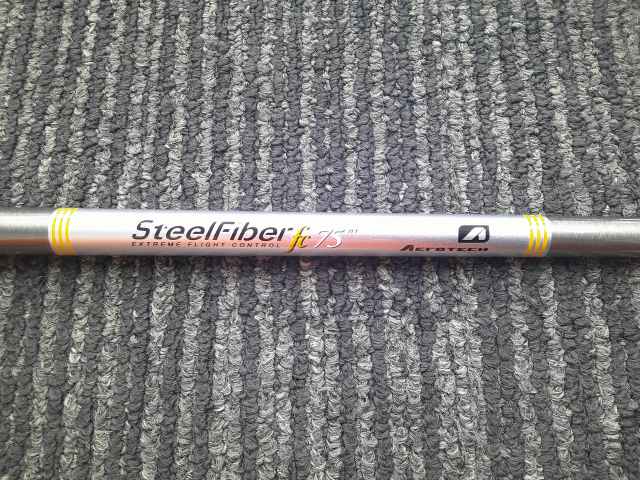 SteelFiber fc 75
EXTREME FLIGHT CONTROL
AEROTECH